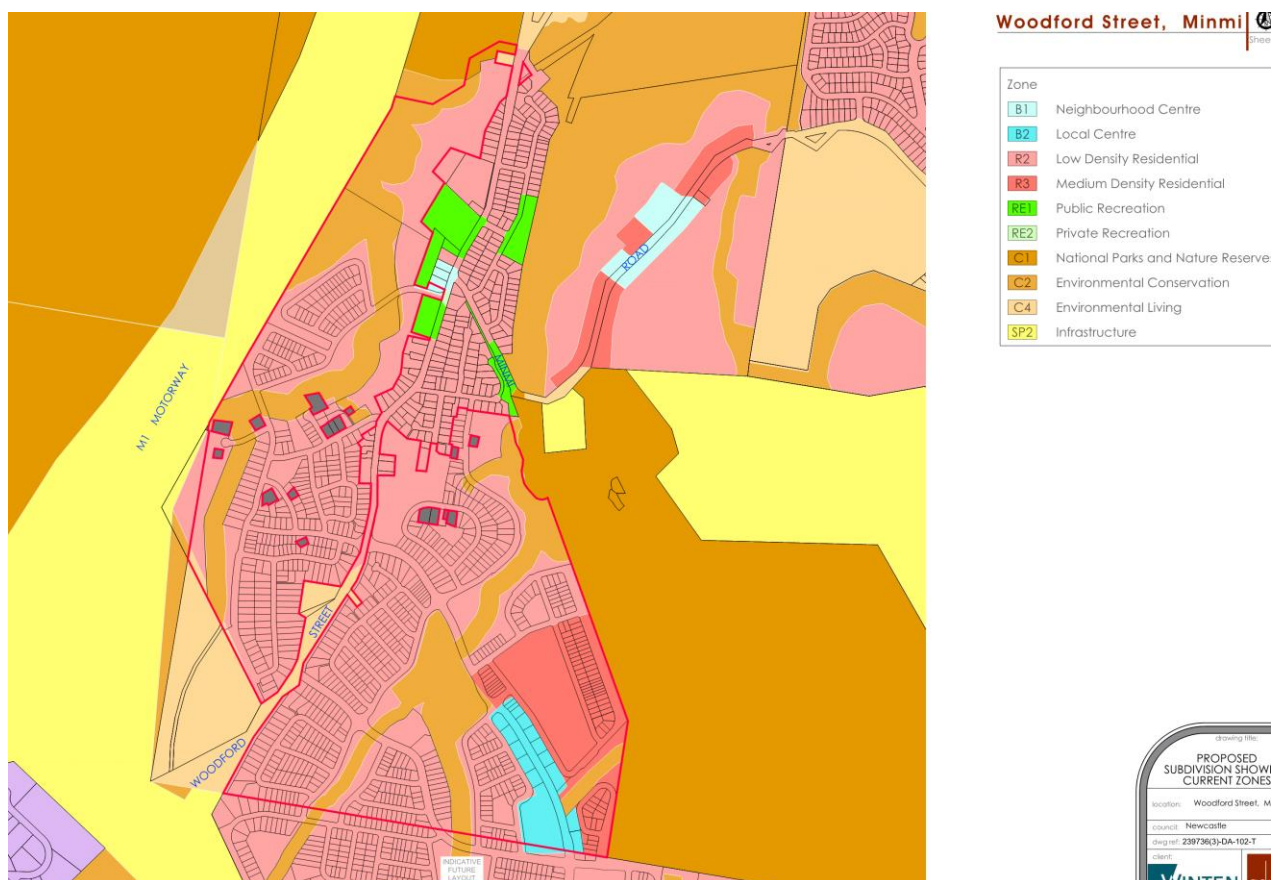 Woodford Street, Minmi
Zone
B1 Neighbourhood Centre
B2 Local Centre
R2 Low Density Residential
R3 Medium Density Residential
RE1 Public Recreation
RE2 Private Recreation
C1 National Parks and Nature Reserve
C2 Environmental Conservation
C4 Environmental Living
SP2 Infrastructure
M1 MOTORWAY
ROAD
MINMI
STREET
WOODFORD
INDICATIVE
FUTURE
LAYOUT
drawing title:
PROPOSED
SUBDIVISION
CURRENT ZONES
location: Woodford Street,
council: Newcastle
dwg ref: 239736(3)-DA-102-T
client:
WINTEN